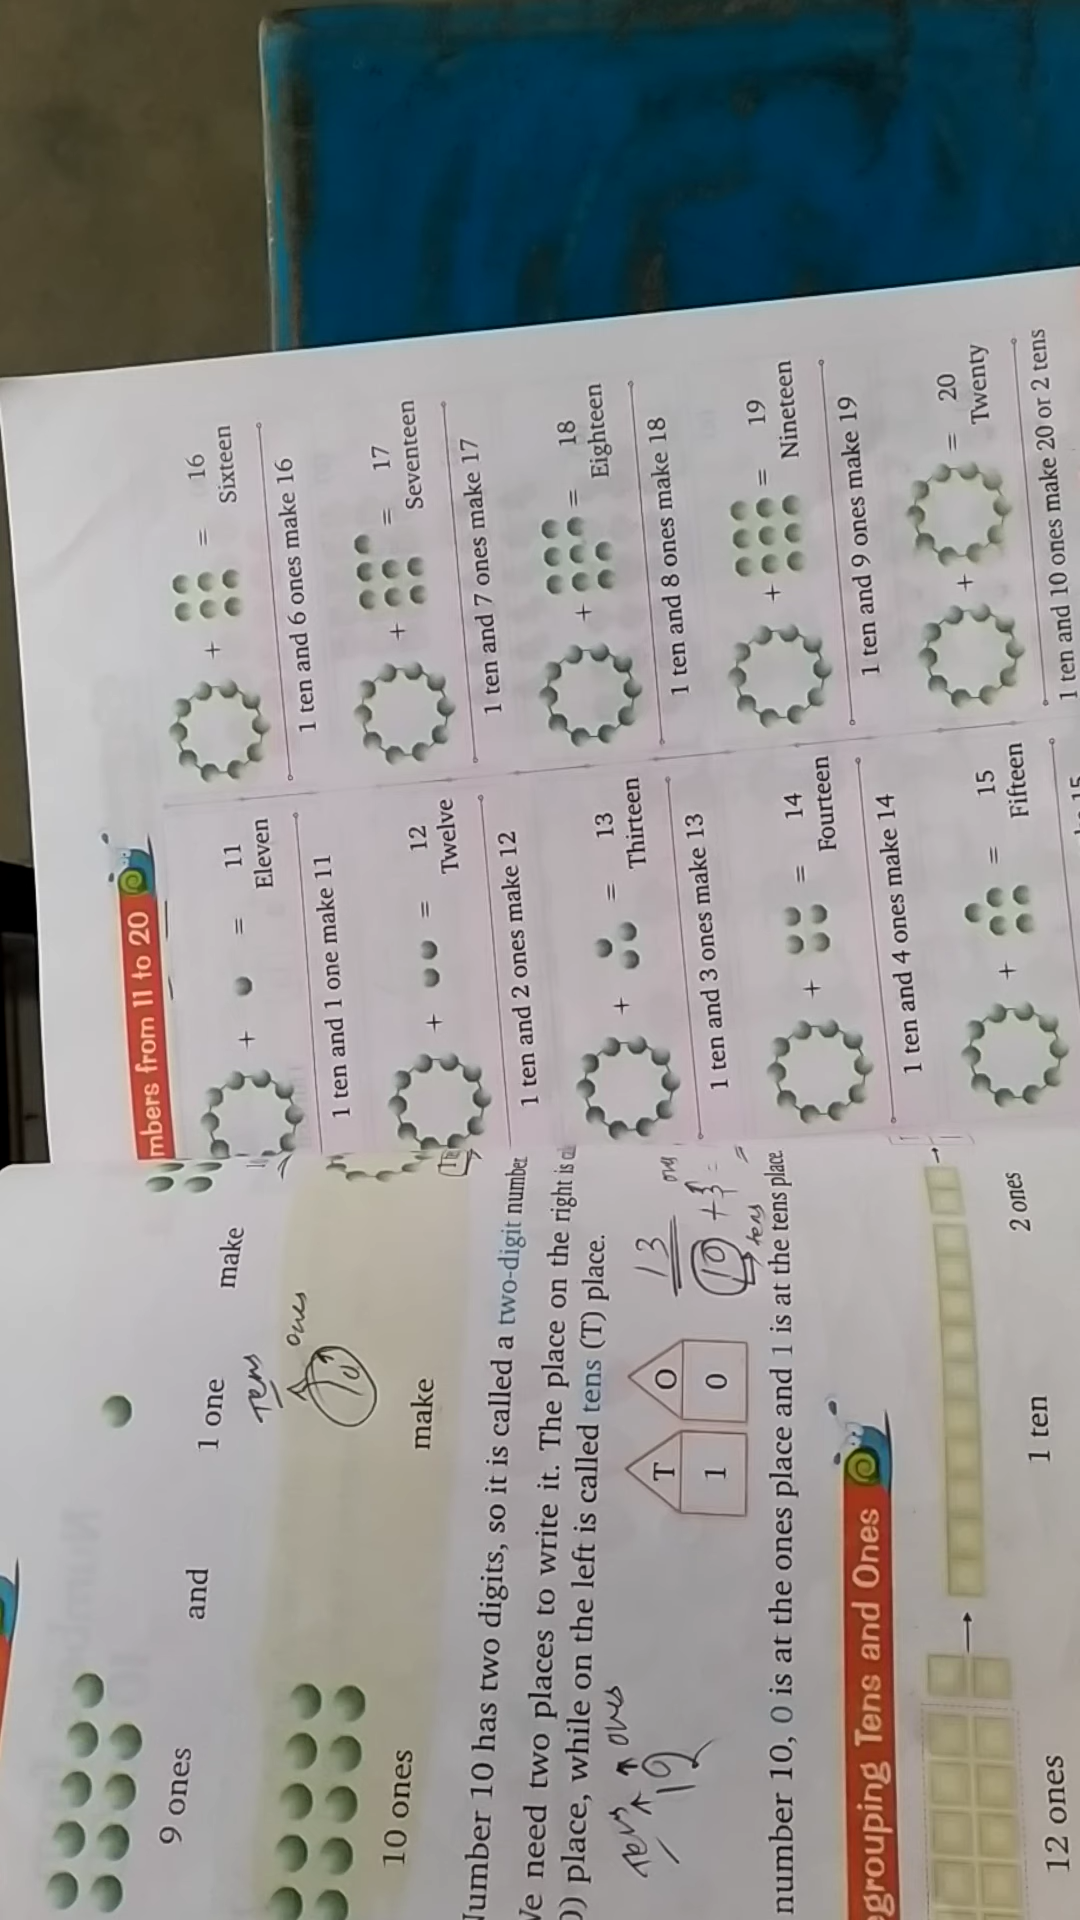 9 ones and 1 one make
Tens
ones
10
10 ones make
Number 10 has two digits, so it is called a two-digit number
We need two places to write it. The place on the right is
place, while on the left is called tens (T) place.
Tens ones
12
T O
1 0
13
10 + 3 =
tens
number 10, 0 is at the ones place and 1 is at the tens place
grouping Tens and Ones
12 ones 1 ten 2 ones
mbers from 11 to 20
+ = 11
Eleven
1 ten and 1 one make 11
+ = 12
Twelve
1 ten and 2 ones make 12
+ = 13
Thirteen
1 ten and 3 ones make 13
+ = 14
Fourteen
1 ten and 4 ones make 14
+ = 15
Fifteen
+ = 16
Sixteen
1 ten and 6 ones make 16
+ = 17
Seventeen
1 ten and 7 ones make 17
+ = 18
Eighteen
1 ten and 8 ones make 18
+ = 19
Nineteen
1 ten and 9 ones make 19
+ = 20
Twenty
1 ten and 10 ones make 20 or 2 tens